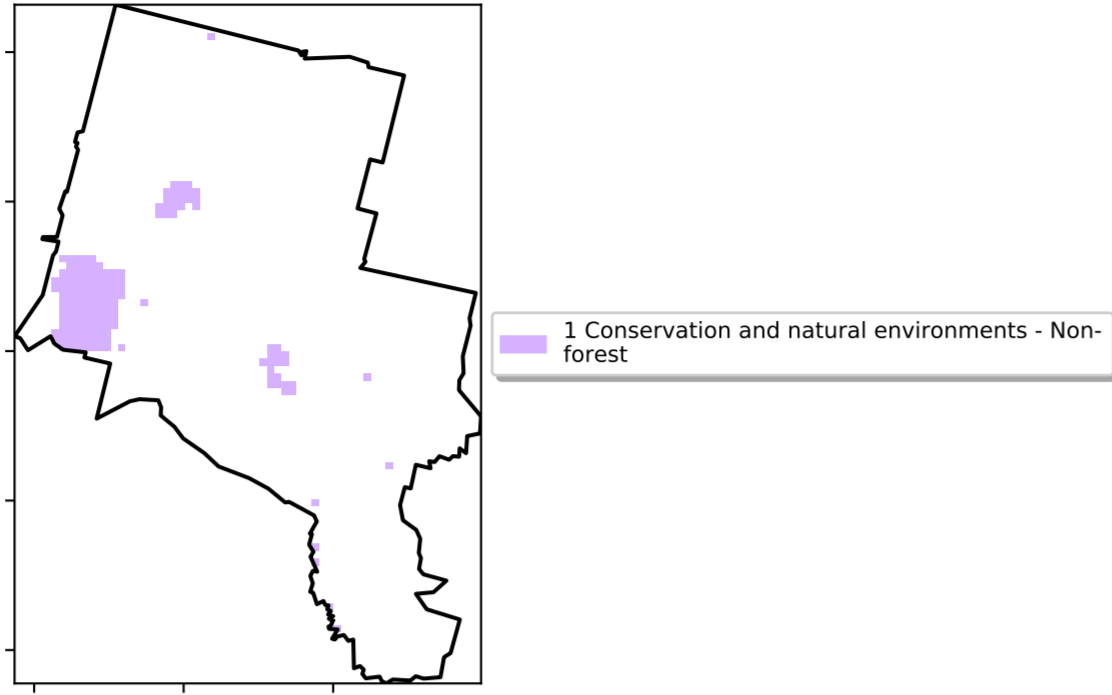 1 Conservation and natural environments - Non-
forest